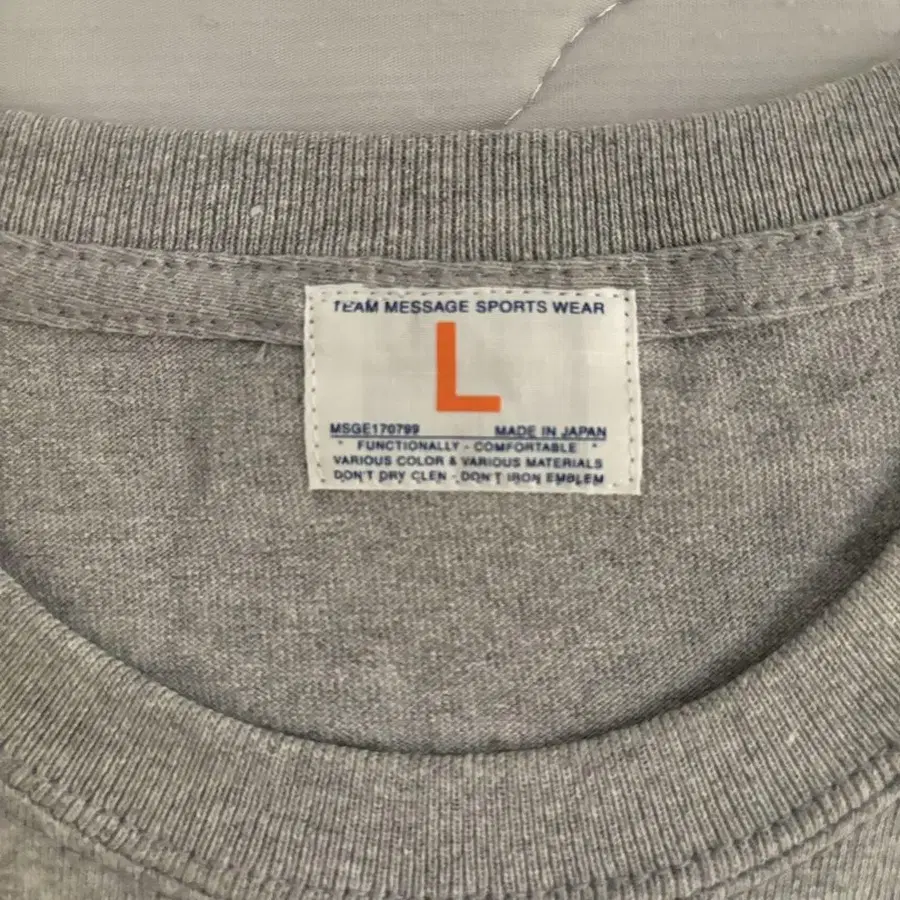 TEAM MESSAGE SPORTS WEAR
L
MSGE170799 MADE IN JAPAN
" FUNCTIONALLY - COMFORTABLE "
VARIOUS COLOR & VARIOUS MATERIALS
DON'T DRY CLEN - DON'T IRON EMBLEM